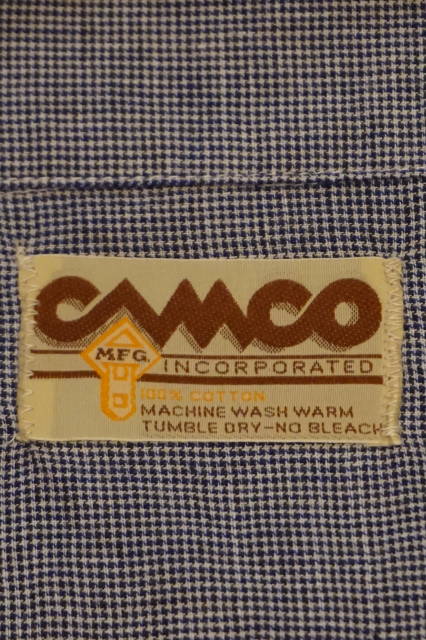 CAMCO
MFG.
INCORPORATED
100% COTTON
MACHINE WASH WARM
TUMBLE DRY-NO BLEACH